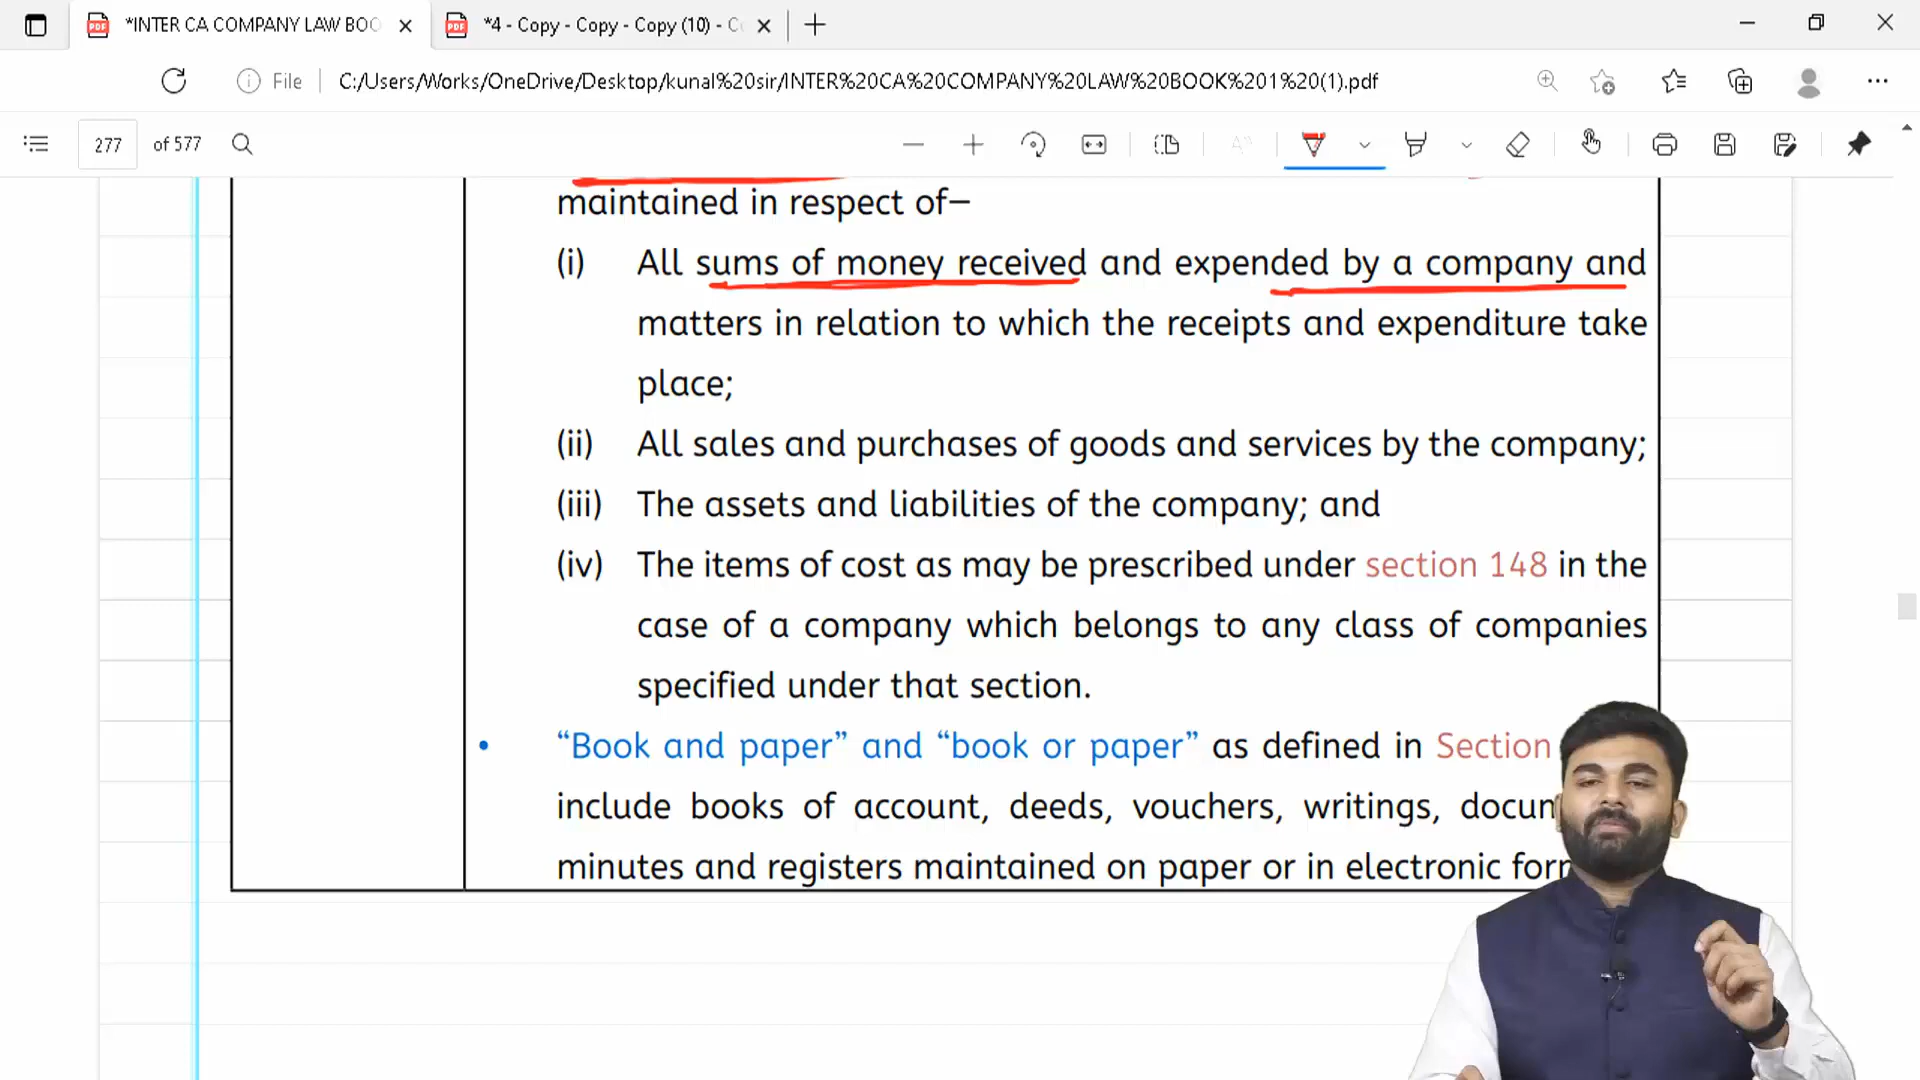 *INTER CA COMPANY LAW BOO
*4 - Copy - Copy - Copy (10) - C
File
C:/Users/Works/OneDrive/Desktop/kunal%20sir/INTER%20CA%20COMPANY%20LAW%20BOOK%201%20(1).pdf
277 of 577
maintained in respect of—
(i) All sums of money received and expended by a company and
matters in relation to which the receipts and expenditure take
place;
(ii) All sales and purchases of goods and services by the company;
(iii) The assets and liabilities of the company; and
(iv) The items of cost as may be prescribed under section 148 in the
case of a company which belongs to any class of companies
specified under that section.
• “Book and paper” and “book or paper” as defined in Section
include books of account, deeds, vouchers, writings,
minutes and registers maintained on paper or in electronic